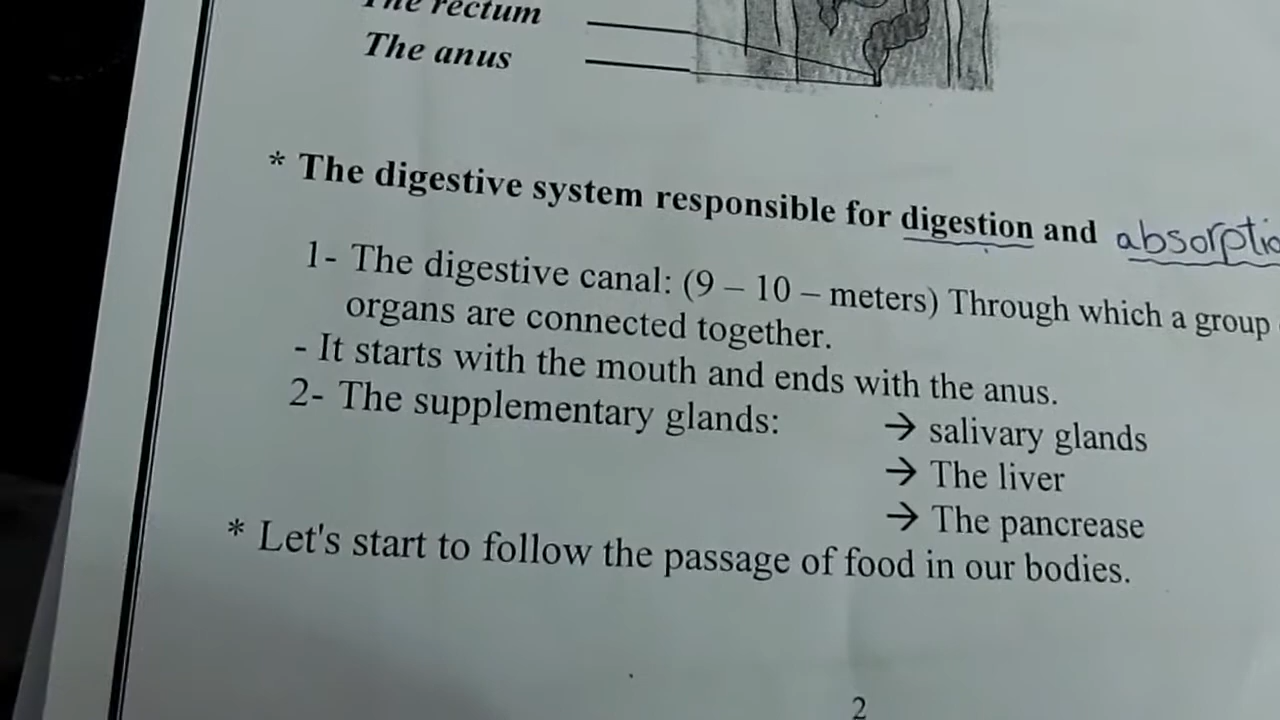 The rectum
The anus
* The digestive system responsible for digestion and
1- The digestive canal: (9 – 10 – meters) Through which a group
organs are connected together.
- It starts with the mouth and ends with the anus.
2- The supplementary glands: → salivary glands
→ The liver
→ The pancrease
* Let's start to follow the passage of food in our bodies.
2